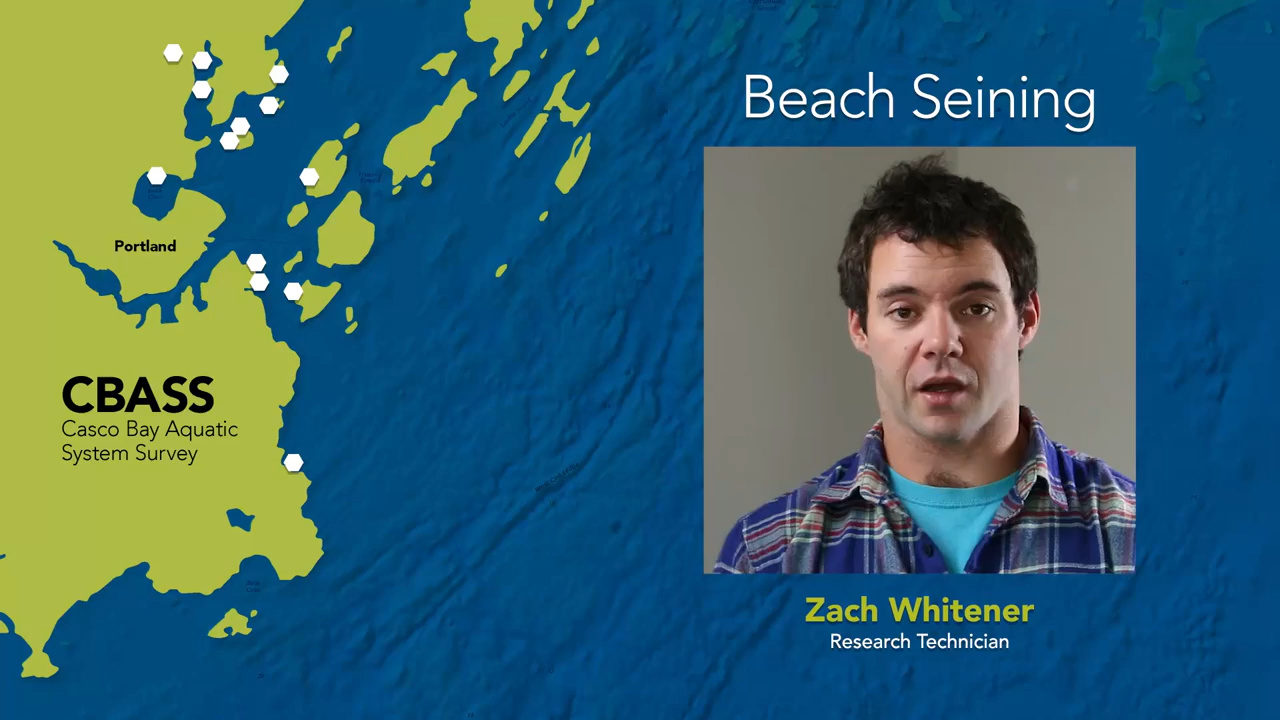 Beach Seining
Portland
CBASS
Casco Bay Aquatic
System Survey
Zach Whitener
Research Technician